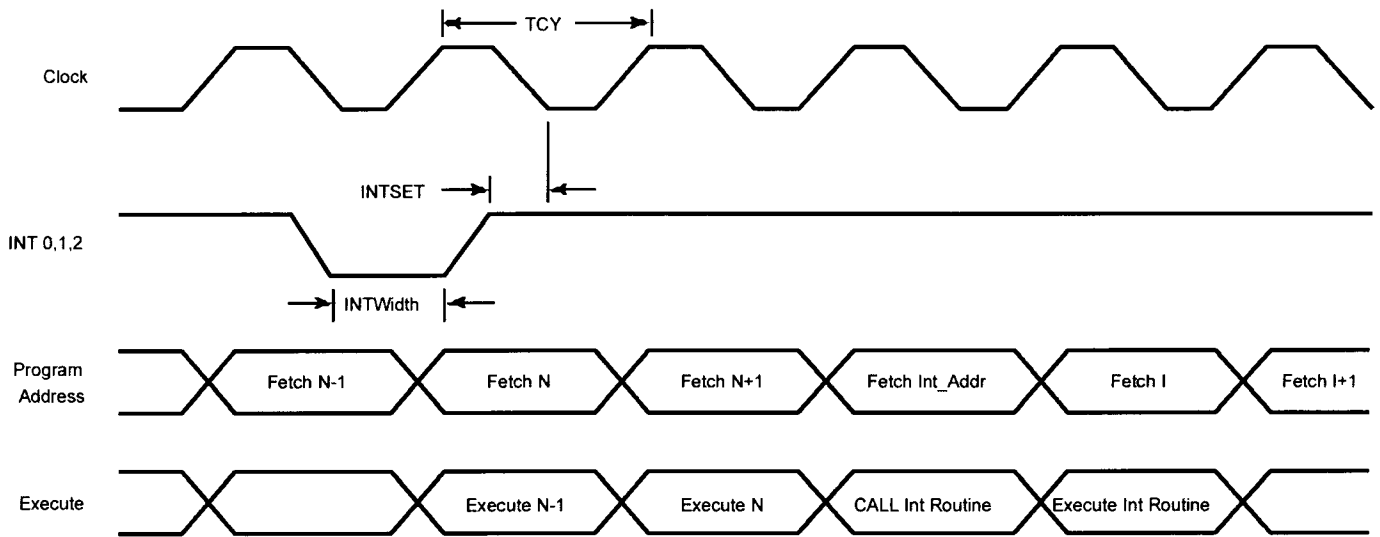 TCY
Clock
INTSET
INT 0,1,2
INTWidth
Program
Address
Fetch N-1
Fetch N
Fetch N+1
Fetch Int_Addr
Fetch I
Fetch I+1
Execute
Execute N-1
Execute N
CALL Int Routine
Execute Int Routine